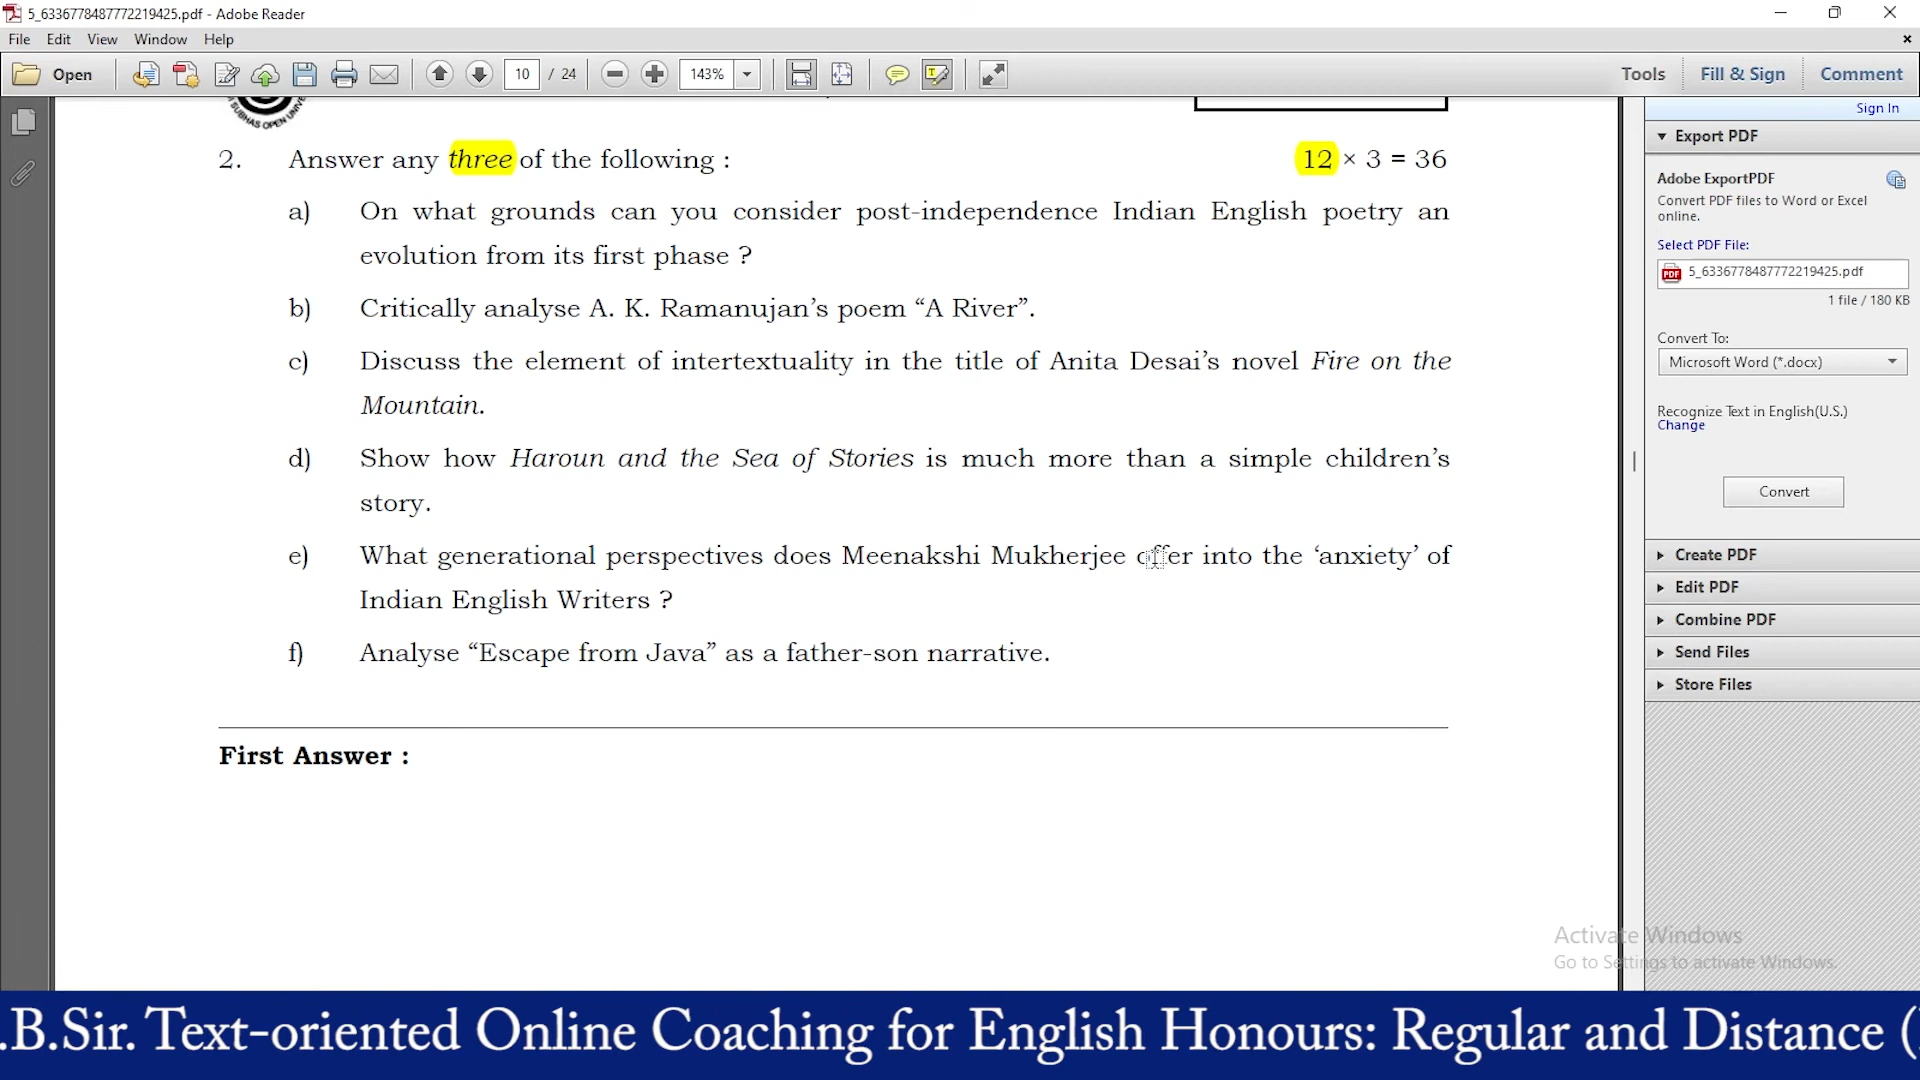 5_6336778487772219425.pdf - Adobe Reader
File Edit View Window Help
Open 10 / 24 143% Tools Fill & Sign Comment
Sign In
SUBHAS OPEN
2. Answer any three of the following : 12 × 3 = 36
a) On what grounds can you consider post-independence Indian English poetry an
evolution from its first phase ?
b) Critically analyse A. K. Ramanujan’s poem “A River”.
c) Discuss the element of intertextuality in the title of Anita Desai’s novel Fire on the
Mountain.
d) Show how Haroun and the Sea of Stories is much more than a simple children’s
story.
e) What generational perspectives does Meenakshi Mukherjee offer into the ‘anxiety’ of
Indian English Writers ?
f) Analyse “Escape from Java” as a father-son narrative.
First Answer :
Export PDF
Adobe ExportPDF
Convert PDF files to Word or Excel
online.
Select PDF File:
PDF 5_6336778487772219425.pdf
1 file / 180 KB
Convert To:
Microsoft Word (*.docx)
Recognize Text in English(U.S.)
Change
Convert
Create PDF
Edit PDF
Combine PDF
Send Files
Store Files
Activate Windows
Go to Settings to activate Windows.
.B.Sir. Text-oriented Online Coaching for English Honours: Regular and Distance (